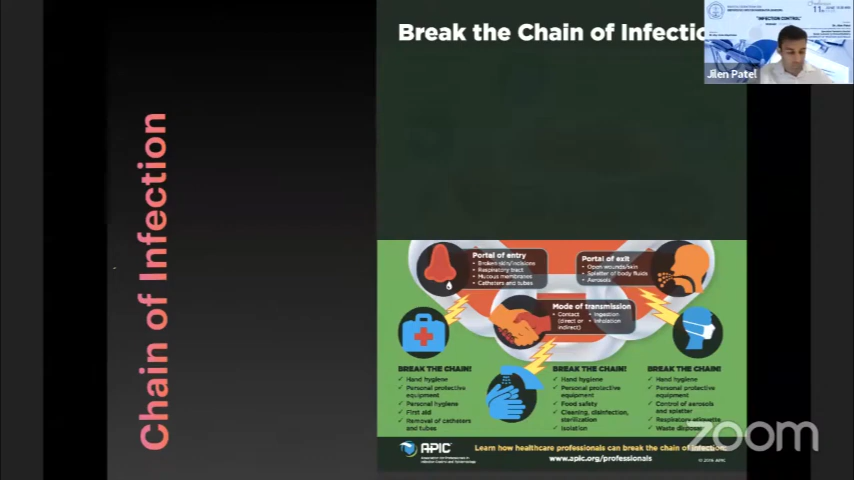 Break the Chain of Infectio
"INFECTION CONTROL"
Jilen Patel
Chain of Infection
Portal of entry
• Broken skin/incisions
• Respiratory tract
• Mucous membranes
• Catheters and tubes
Portal of exit
• Open wounds/skin
• Splatter of body fluids
• Aerosols
Mode of transmission
• Contact (direct or indirect)
• Ingestion
• Inhalation
BREAK THE CHAIN!
✓ Hand hygiene
✓ Personal protective
equipment
✓ Personal hygiene
✓ First aid
✓ Removal of catheters
and tubes
BREAK THE CHAIN!
✓ Hand hygiene
✓ Personal protective
equipment
✓ Food safety
✓ Cleaning, disinfection,
sterilization
✓ Isolation
BREAK THE CHAIN!
✓ Hand hygiene
✓ Personal protective
equipment
✓ Control of aerosols
and splatter
✓ Respiratory etiquette
✓ Waste disposal
zoom
APIC
Learn how healthcare professionals can break the chain of infection:
www.apic.org/professionals
© 2016 APIC